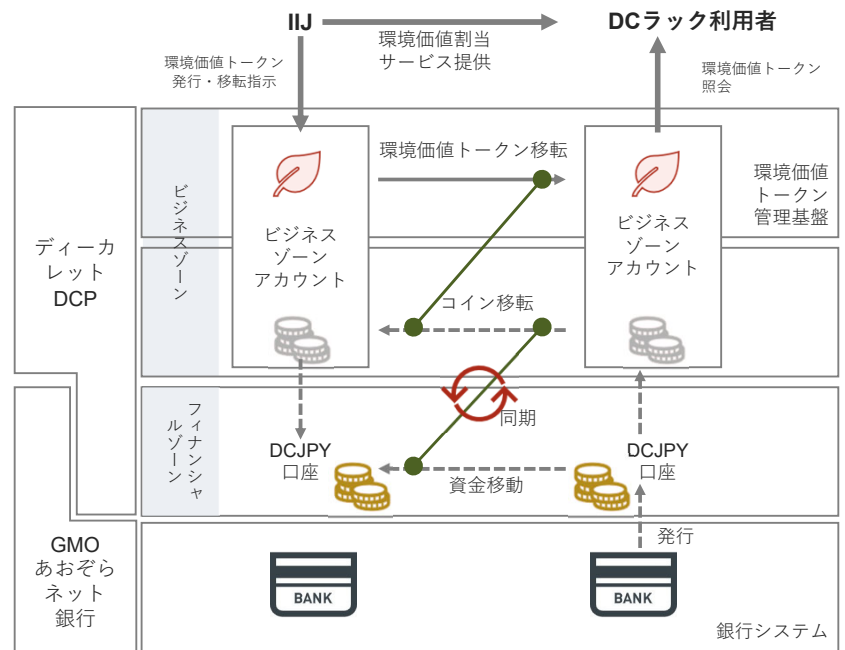 IIJ
DCラック利用者
環境価値割当
サービス提供
環境価値トークン
発行・移転指示
環境価値トークン
照会
ビジネスゾーン
環境価値トークン移転
環境価値
トークン
管理基盤
ビジネス
ゾーン
アカウント
ビジネス
ゾーン
アカウント
ディーカ
レット
DCP
コイン移転
同期
フィナンシャ
ルゾーン
DCJPY
口座
DCJPY
口座
資金移動
発行
GMO
あおぞら
ネット
銀行
BANK
BANK
銀行システム